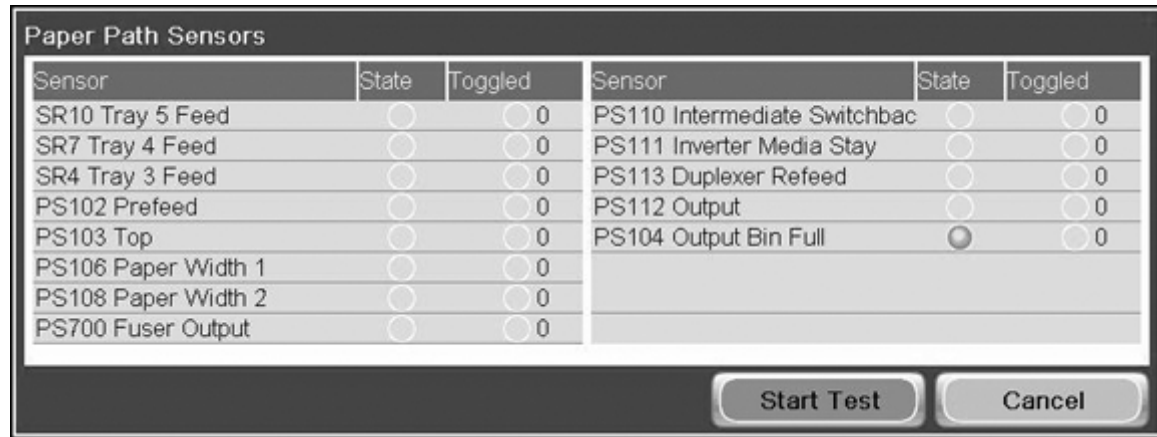 Paper Path Sensors
Sensor State Toggled
SR10 Tray 5 Feed 0
SR7 Tray 4 Feed 0
SR4 Tray 3 Feed 0
PS102 Prefeed 0
PS103 Top 0
PS106 Paper Width 1 0
PS108 Paper Width 2 0
PS700 Fuser Output 0
Sensor State Toggled
PS110 Intermediate Switchbac 0
PS111 Inverter Media Stay 0
PS113 Duplexer Refeed 0
PS112 Output 0
PS104 Output Bin Full 0
Start Test Cancel